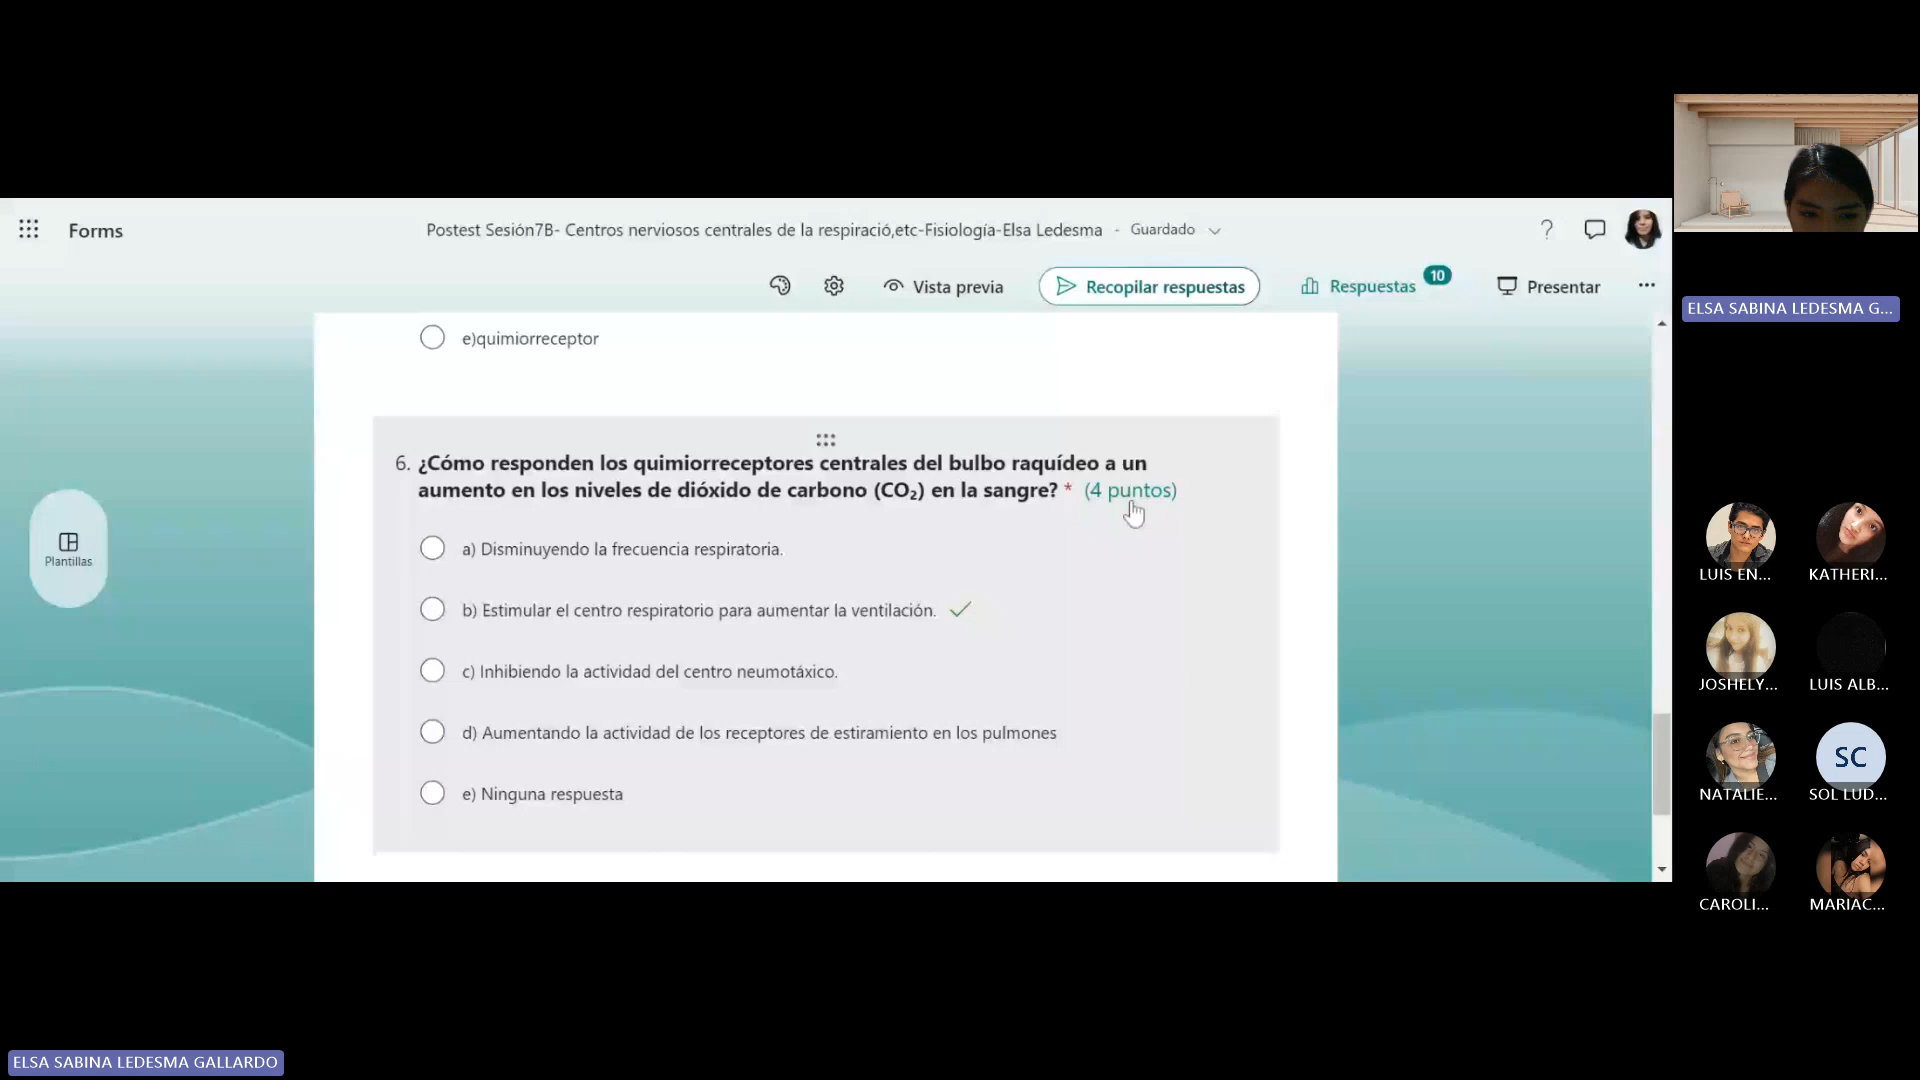 Forms
Postest Sesión7B- Centros nerviosos centrales de la respiració,etc-Fisiología-Elsa Ledesma - Guardado
?
Vista previa
Recopilar respuestas
Respuestas 10
Presentar
...
e)quimiorreceptor
6. ¿Cómo responden los quimiorreceptores centrales del bulbo raquídeo a un
aumento en los niveles de dióxido de carbono (CO₂) en la sangre? * (4 puntos)
a) Disminuyendo la frecuencia respiratoria.
b) Estimular el centro respiratorio para aumentar la ventilación.
c) Inhibiendo la actividad del centro neumotáxico.
d) Aumentando la actividad de los receptores de estiramiento en los pulmones
e) Ninguna respuesta
Plantillas
ELSA SABINA LEDESMA G...
LUIS EN...
KATHERI...
JOSHELY...
LUIS ALB...
NATALIE...
SC
SOL LUD...
CAROLI...
MARIAC...
ELSA SABINA LEDESMA GALLARDO